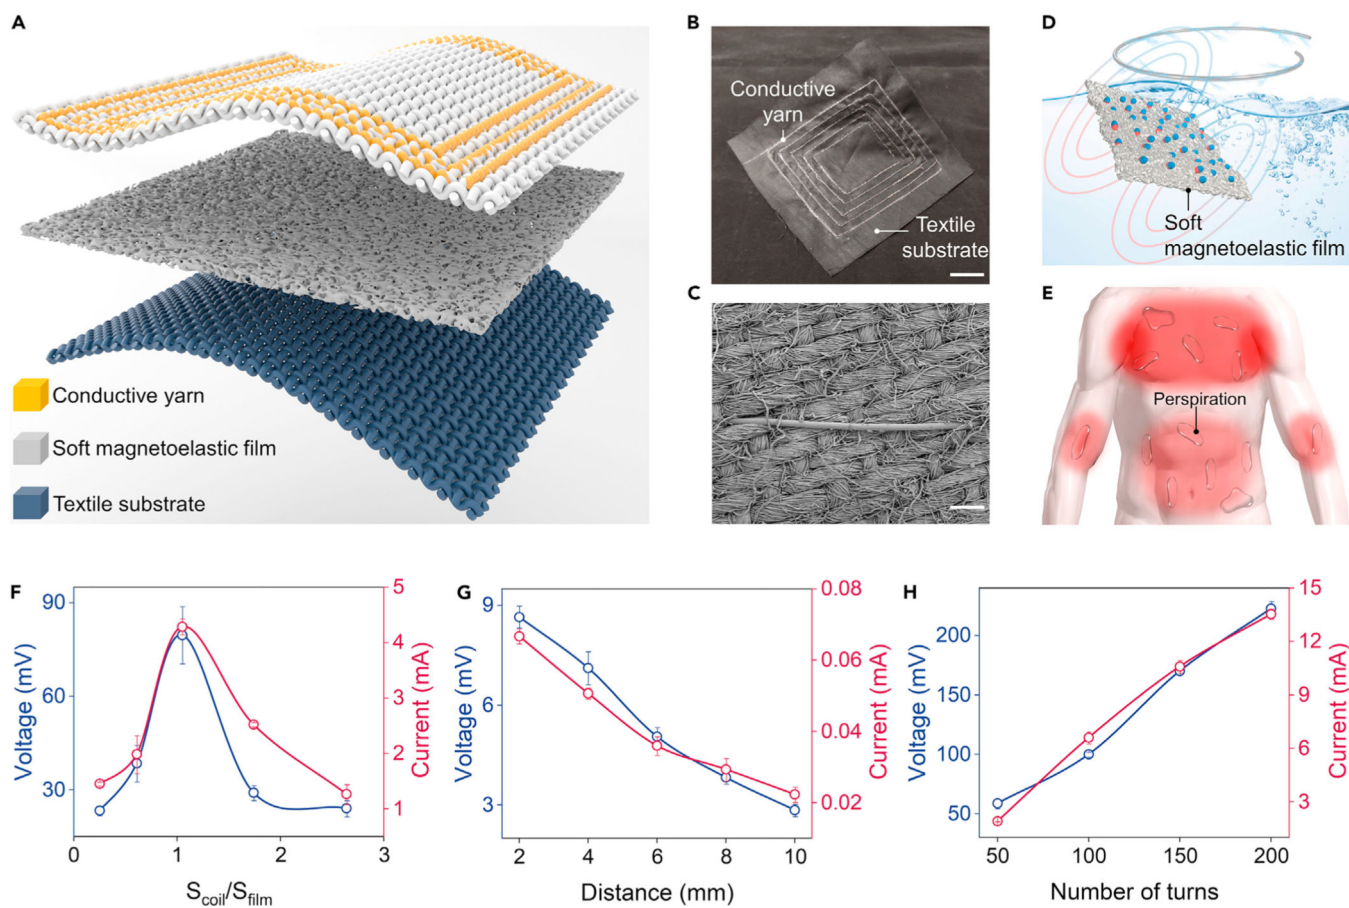 A
Conductive yarn
Soft magnetoelastic film
Textile substrate
B
Conductive
yarn
Textile
substrate
C
D
Soft
magnetoelastic film
E
Perspiration
F
Voltage (mV)
90
60
30
Current (mA)
5
4
3
2
1
0
1
2
3
S_coil/S_film
G
Voltage (mV)
9
6
3
Current (mA)
0.08
0.06
0.04
0.02
2
4
6
8
10
Distance (mm)
H
Voltage (mV)
200
150
100
50
Current (mA)
15
12
9
6
3
50
100
150
200
Number of turns